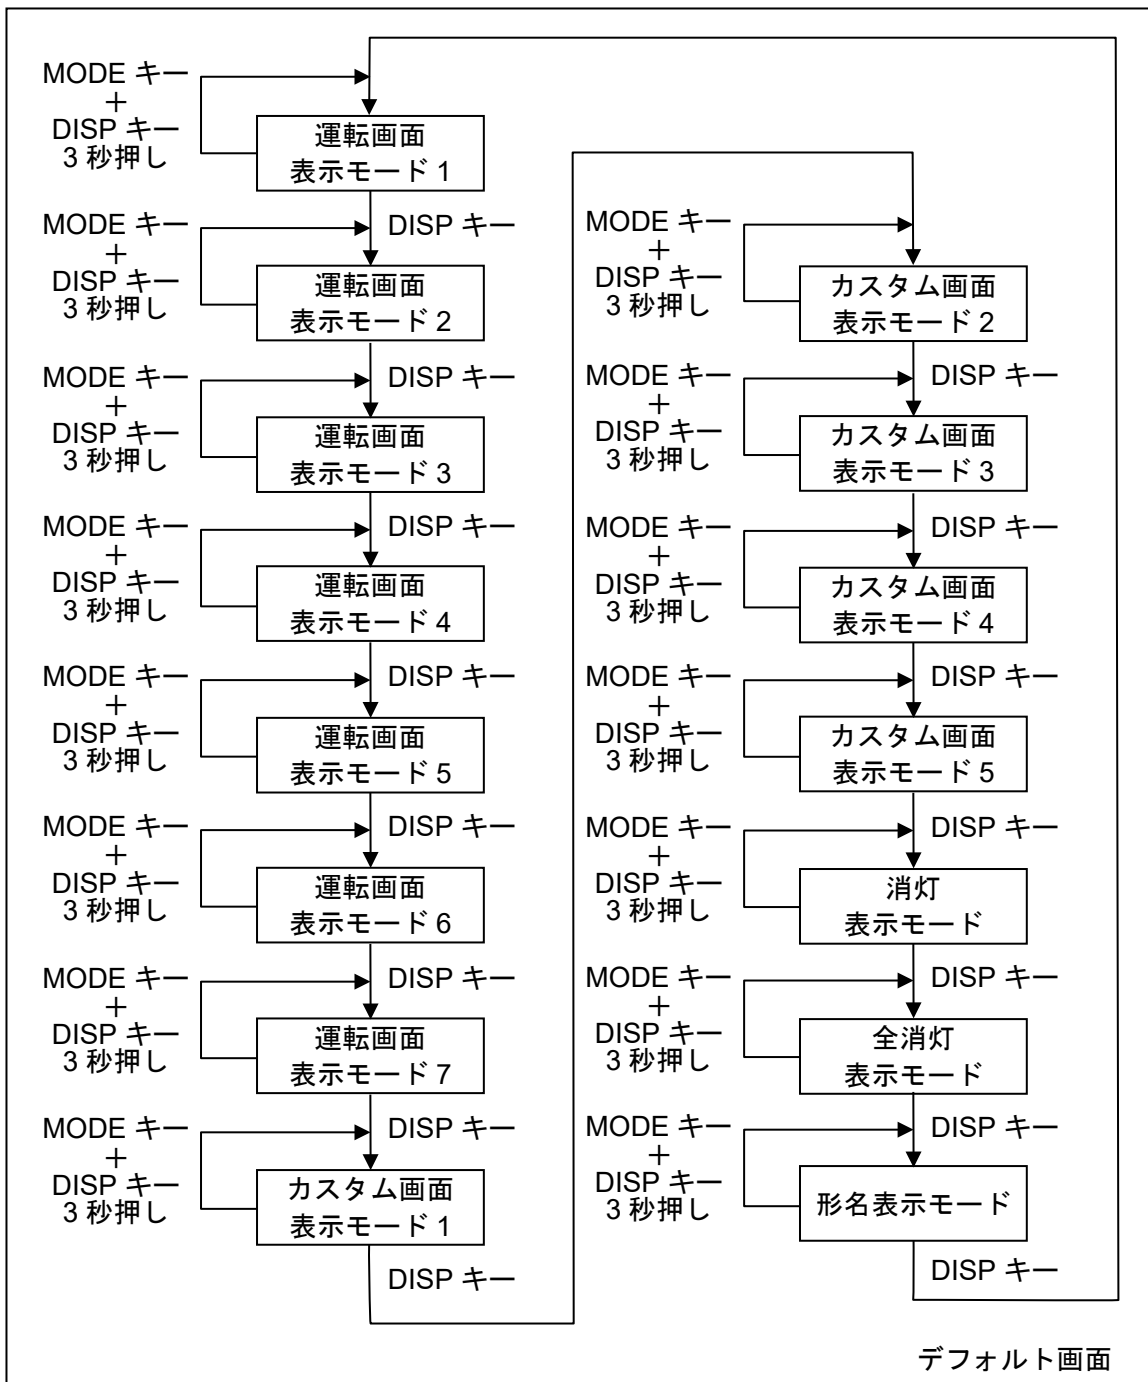 MODE キー
＋
DISP キー
3 秒押し
運転画面
表示モード 1
DISP キー
MODE キー
＋
DISP キー
3 秒押し
運転画面
表示モード 2
DISP キー
MODE キー
＋
DISP キー
3 秒押し
運転画面
表示モード 3
DISP キー
MODE キー
＋
DISP キー
3 秒押し
運転画面
表示モード 4
DISP キー
MODE キー
＋
DISP キー
3 秒押し
運転画面
表示モード 5
DISP キー
MODE キー
＋
DISP キー
3 秒押し
運転画面
表示モード 6
DISP キー
MODE キー
＋
DISP キー
3 秒押し
運転画面
表示モード 7
DISP キー
MODE キー
＋
DISP キー
3 秒押し
カスタム画面
表示モード 1
DISP キー
MODE キー
＋
DISP キー
3 秒押し
カスタム画面
表示モード 2
DISP キー
MODE キー
＋
DISP キー
3 秒押し
カスタム画面
表示モード 3
DISP キー
MODE キー
＋
DISP キー
3 秒押し
カスタム画面
表示モード 4
DISP キー
MODE キー
＋
DISP キー
3 秒押し
カスタム画面
表示モード 5
DISP キー
MODE キー
＋
DISP キー
3 秒押し
消灯
表示モード
DISP キー
MODE キー
＋
DISP キー
3 秒押し
全消灯
表示モード
DISP キー
MODE キー
＋
DISP キー
3 秒押し
形名表示モード
DISP キー
デフォルト画面